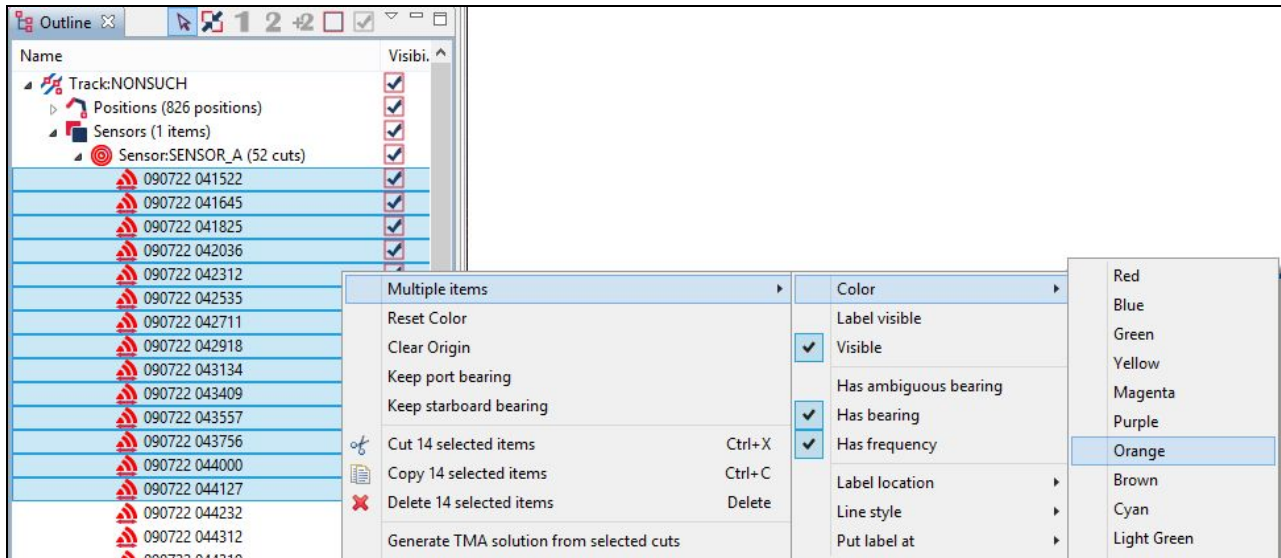 Outline
1 2 +2
Name Visibi.
Track:NONSUCH
Positions (826 positions)
Sensors (1 items)
Sensor:SENSOR_A (52 cuts)
090722 041522
090722 041645
090722 041825
090722 042036
090722 042312
090722 042535
090722 042711
090722 042918
090722 043134
090722 043409
090722 043557
090722 043756
090722 044000
090722 044127
090722 044232
090722 044312
Multiple items
Reset Color
Clear Origin
Keep port bearing
Keep starboard bearing
Cut 14 selected items Ctrl+X
Copy 14 selected items Ctrl+C
Delete 14 selected items Delete
Generate TMA solution from selected cuts
Color
Label visible
Visible
Has ambiguous bearing
Has bearing
Has frequency
Label location
Line style
Put label at
Red
Blue
Green
Yellow
Magenta
Purple
Orange
Brown
Cyan
Light Green